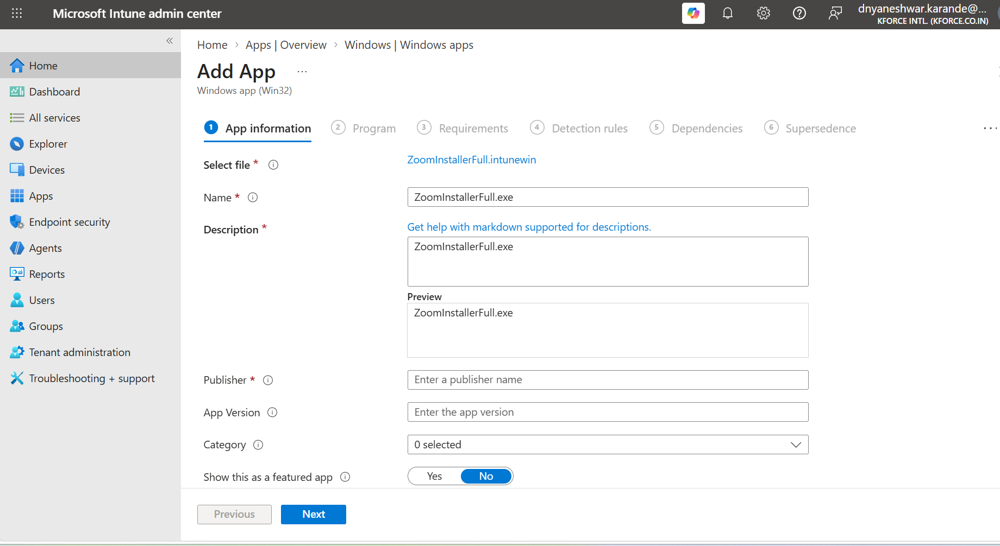 Microsoft Intune admin center
dnyaneshwar.karande@...
KFORCE INTL. (KFORCE.CO.IN)
Home
Dashboard
All services
Explorer
Devices
Apps
Endpoint security
Agents
Reports
Users
Groups
Tenant administration
Troubleshooting + support
Home > Apps | Overview > Windows | Windows apps
Add App ...
Windows app (Win32)
1 App information 2 Program 3 Requirements 4 Detection rules 5 Dependencies 6 Supersedence ...
Select file * ZoomInstallerFull.intunewin
Name * ZoomInstallerFull.exe
Description * Get help with markdown supported for descriptions.
ZoomInstallerFull.exe
Preview
ZoomInstallerFull.exe
Publisher * Enter a publisher name
App Version Enter the app version
Category 0 selected
Show this as a featured app Yes No
Previous Next